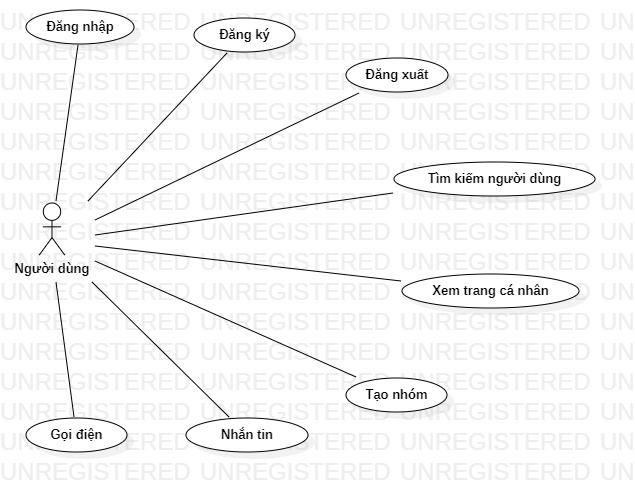 UNREGISTERED UNREGISTERED UNREGISTERED UNREGISTERED
Đăng nhập
Đăng ký
Đăng xuất
Tìm kiếm người dùng
Người dùng
Xem trang cá nhân
Tạo nhóm
Gọi điện
Nhắn tin